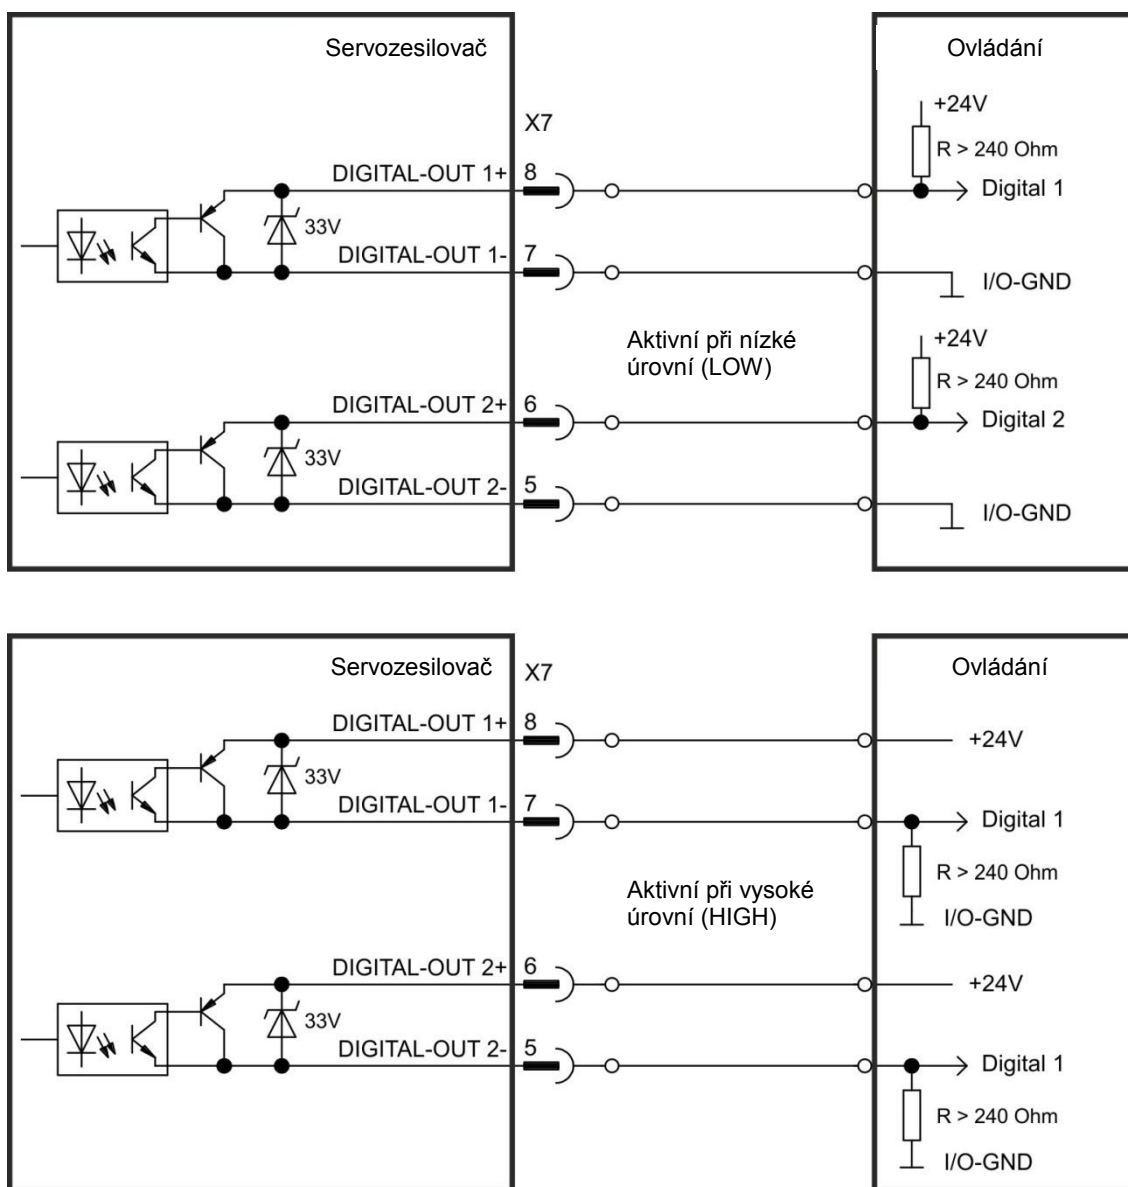 Servozesilovač
Ovládání
+24V
X7
R > 240 Ohm
DIGITAL-OUT 1+
8
Digital 1
33V
DIGITAL-OUT 1-
7
I/O-GND
Aktivní při nízké
úrovní (LOW)
+24V
R > 240 Ohm
DIGITAL-OUT 2+
6
Digital 2
33V
DIGITAL-OUT 2-
5
I/O-GND
Servozesilovač
X7
Ovládání
DIGITAL-OUT 1+
8
+24V
33V
DIGITAL-OUT 1-
7
Digital 1
R > 240 Ohm
Aktivní při vysoké
úrovní (HIGH)
I/O-GND
DIGITAL-OUT 2+
6
+24V
33V
DIGITAL-OUT 2-
5
Digital 1
R > 240 Ohm
I/O-GND